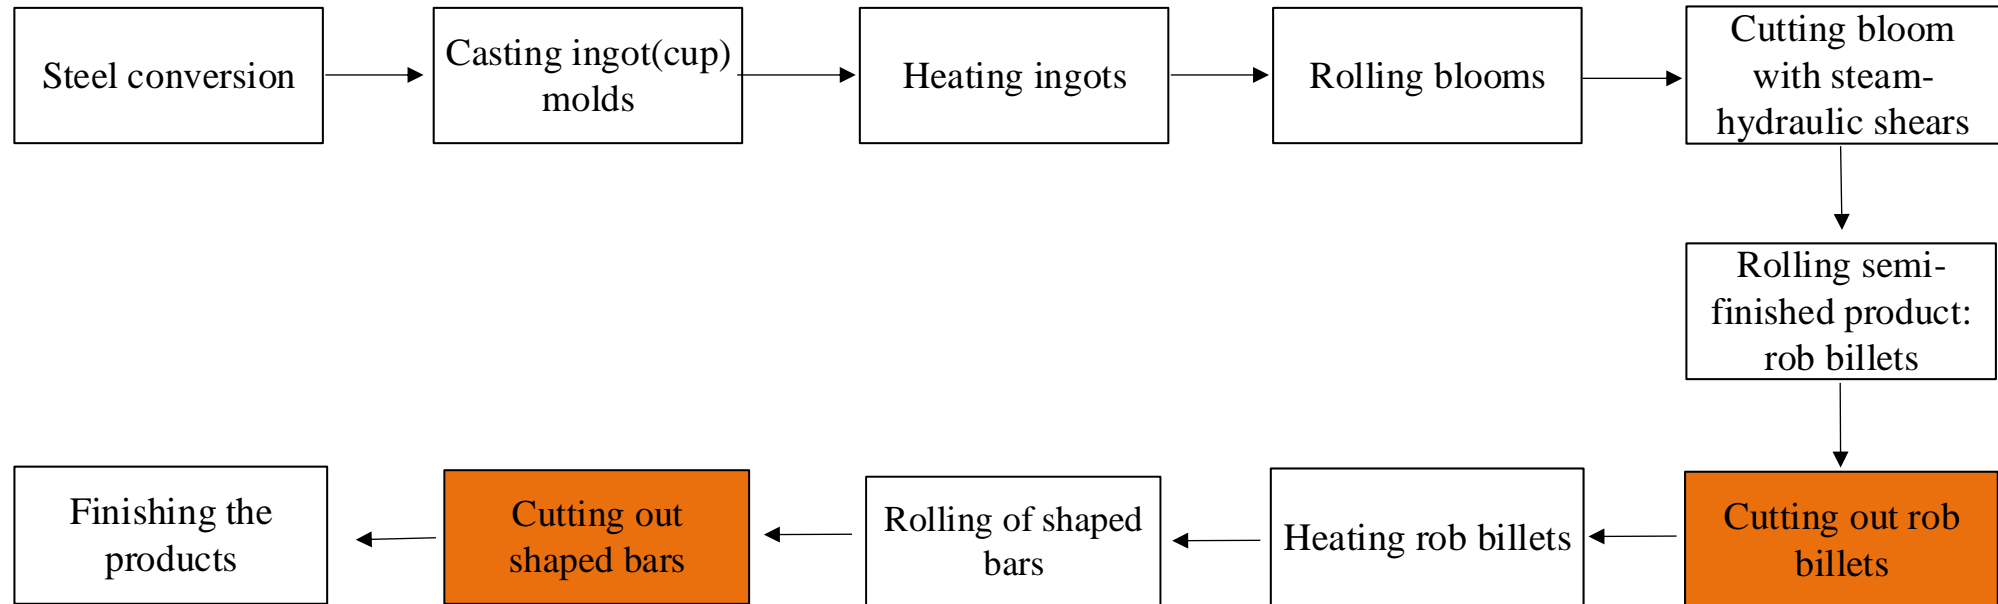 Steel conversion
Casting ingot(cup)
molds
Heating ingots
Rolling blooms
Cutting bloom
with steam-
hydraulic shears
Rolling semi-
finished product:
rob billets
Cutting out rob
billets
Heating rob billets
Rolling of shaped
bars
Cutting out
shaped bars
Finishing the
products